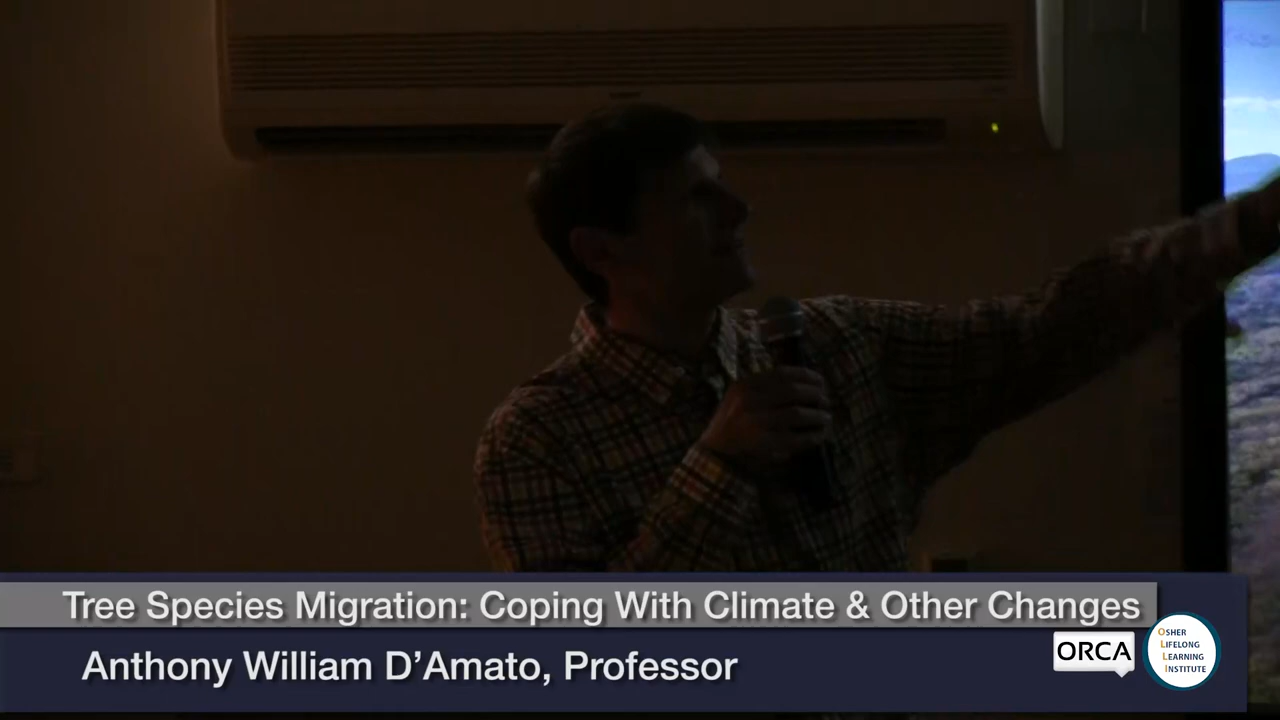 Tree Species Migration: Coping With Climate & Other Changes
Anthony William D'Amato, Professor
ORCA
OSHER
LIFELONG
LEARNING
INSTITUTE